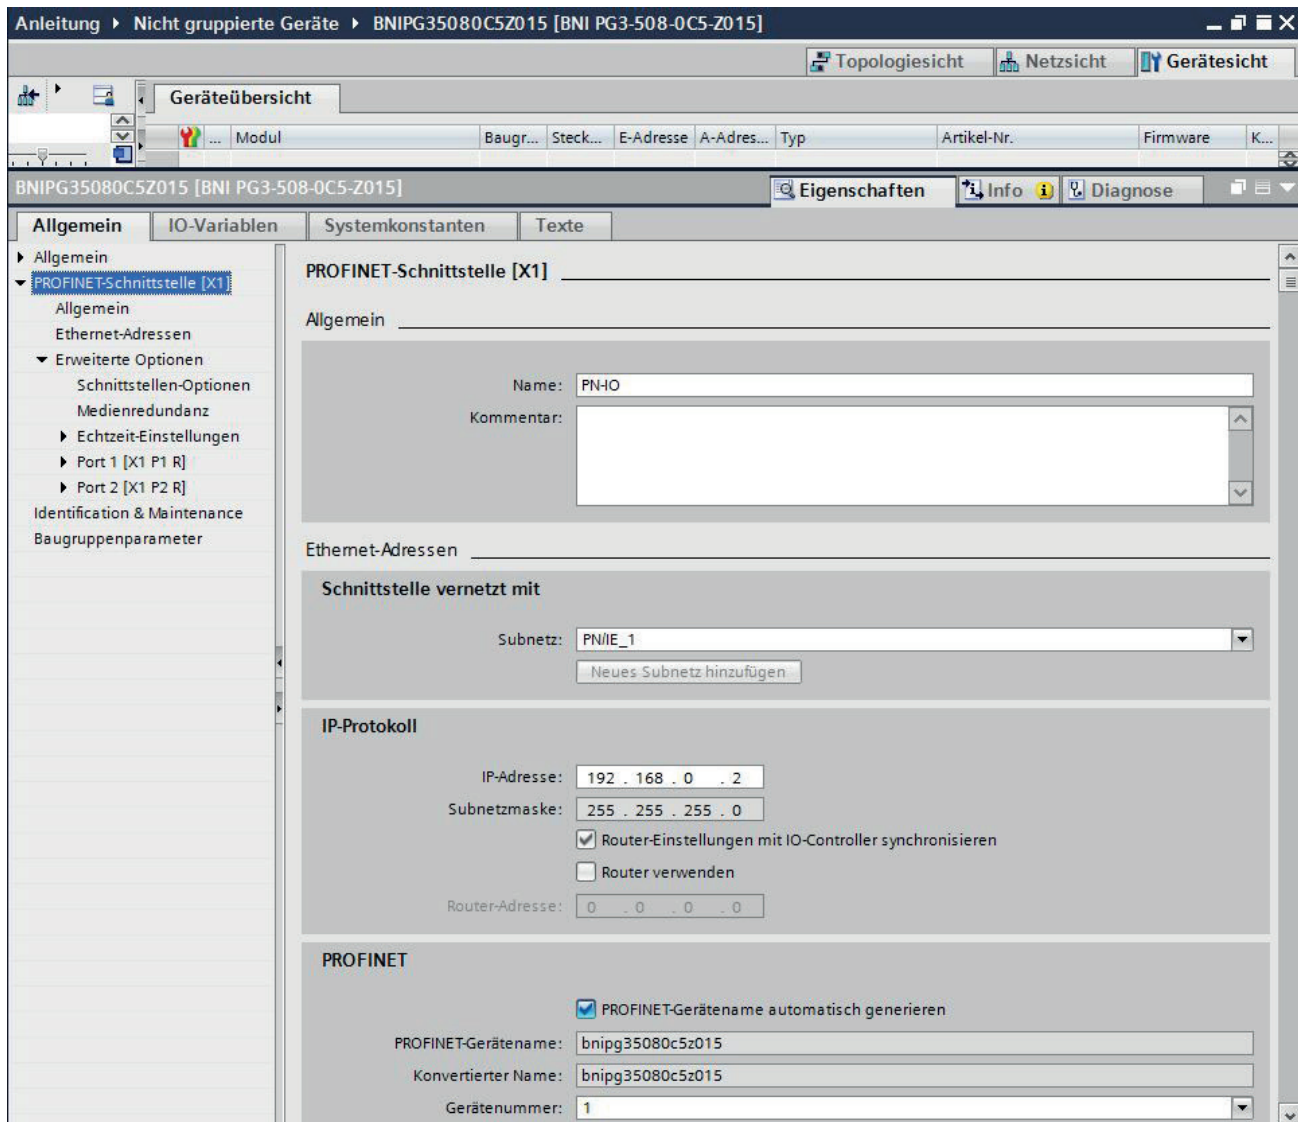 Anleitung ▸ Nicht gruppierte Geräte ▸ BNIPG35080C5Z015 [BNI PG3-508-0C5-Z015]
Topologiesicht Netzsicht Gerätesicht
Geräteübersicht
... Modul Baugr... Steck... E-Adresse A-Adres... Typ Artikel-Nr. Firmware K...
BNIPG35080C5Z015 [BNI PG3-508-0C5-Z015] Eigenschaften Info Diagnose
Allgemein IO-Variablen Systemkonstanten Texte
Allgemein
PROFINET-Schnittstelle [X1]
Allgemein
Ethernet-Adressen
Erweiterte Optionen
Schnittstellen-Optionen
Medienredundanz
Echtzeit-Einstellungen
Port 1 [X1 P1 R]
Port 2 [X1 P2 R]
Identification & Maintenance
Baugruppenparameter
PROFINET-Schnittstelle [X1]
Allgemein
Name: PN-IO
Kommentar:
Ethernet-Adressen
Schnittstelle vernetzt mit
Subnetz: PN/IE_1
Neues Subnetz hinzufügen
IP-Protokoll
IP-Adresse: 192 . 168 . 0 . 2
Subnetzmaske: 255 . 255 . 255 . 0
Router-Einstellungen mit IO-Controller synchronisieren
Router verwenden
Router-Adresse: 0 . 0 . 0 . 0
PROFINET
PROFINET-Gerätename automatisch generieren
PROFINET-Gerätename: bnipg35080c5z015
Konvertierter Name: bnipg35080c5z015
Gerätenummer: 1